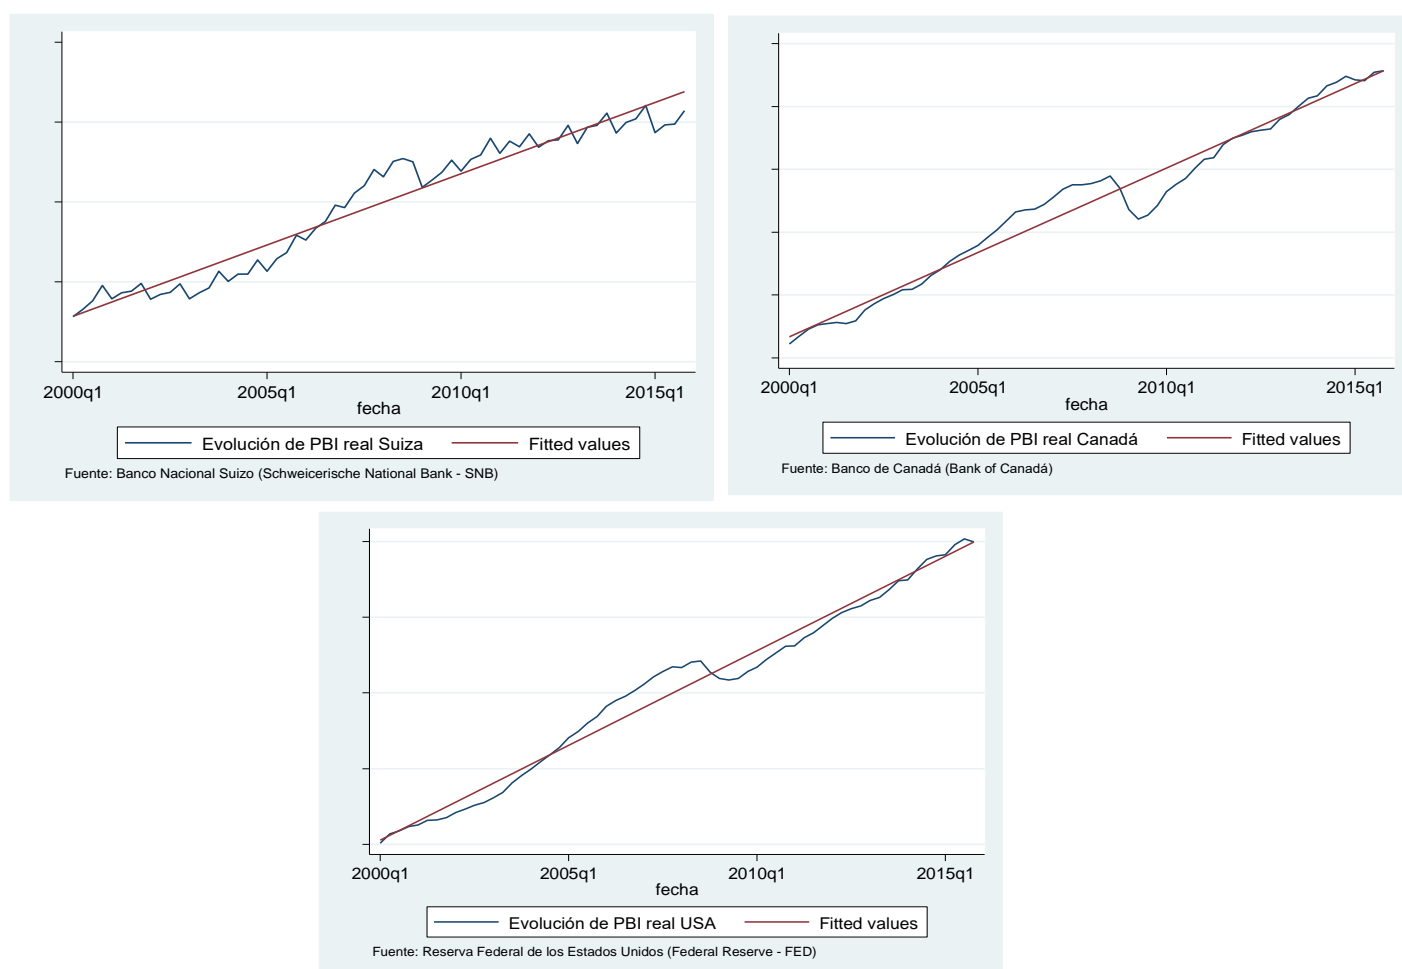 2000q1 2005q1 2010q1 2015q1
fecha
Evolución de PBI real Suiza Fitted values
Fuente: Banco Nacional Suizo (Schweicerische National Bank - SNB)
2000q1 2005q1 2010q1 2015q1
fecha
Evolución de PBI real Canadá Fitted values
Fuente: Banco de Canadá (Bank of Canadá)
2000q1 2005q1 2010q1 2015q1
fecha
Evolución de PBI real USA Fitted values
Fuente: Reserva Federal de los Estados Unidos (Federal Reserve - FED)